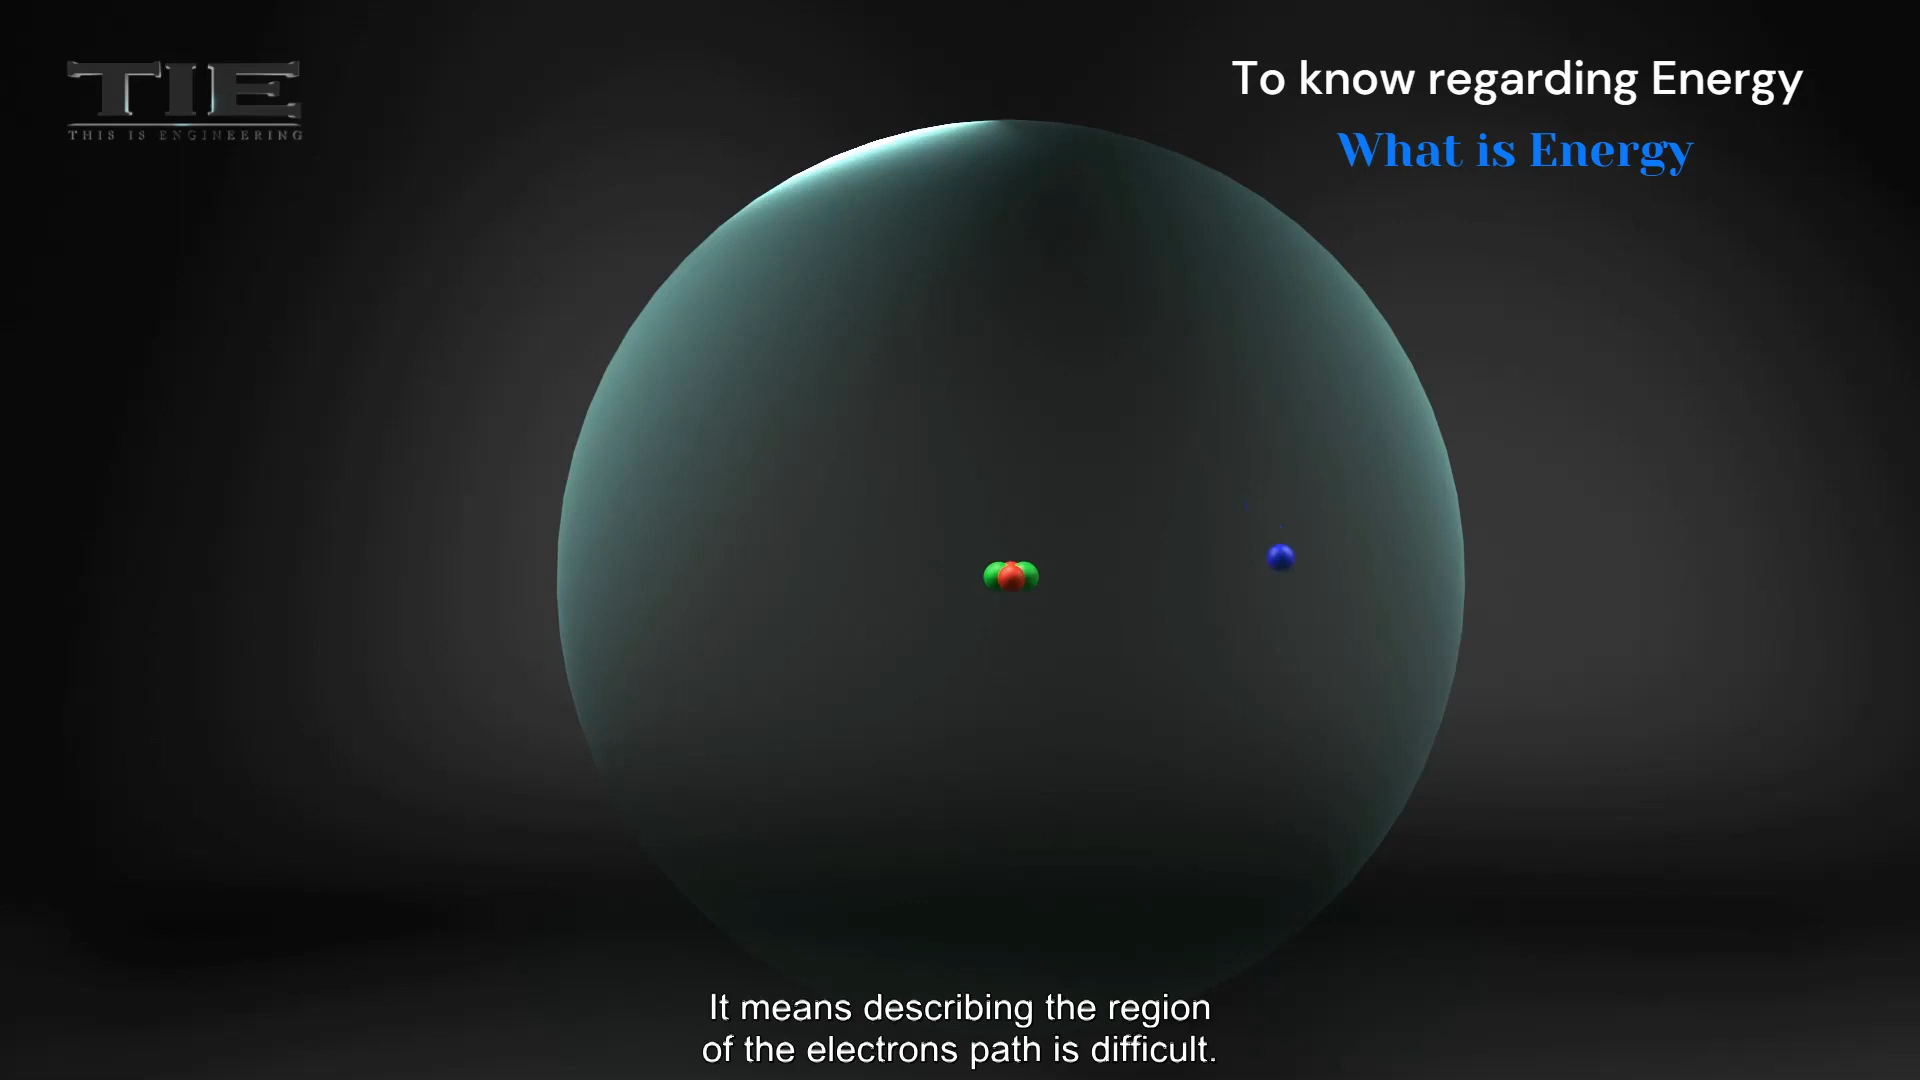 TIE
THIS IS ENGINEERING
To know regarding Energy
What is Energy
It means describing the region
of the electrons path is difficult.